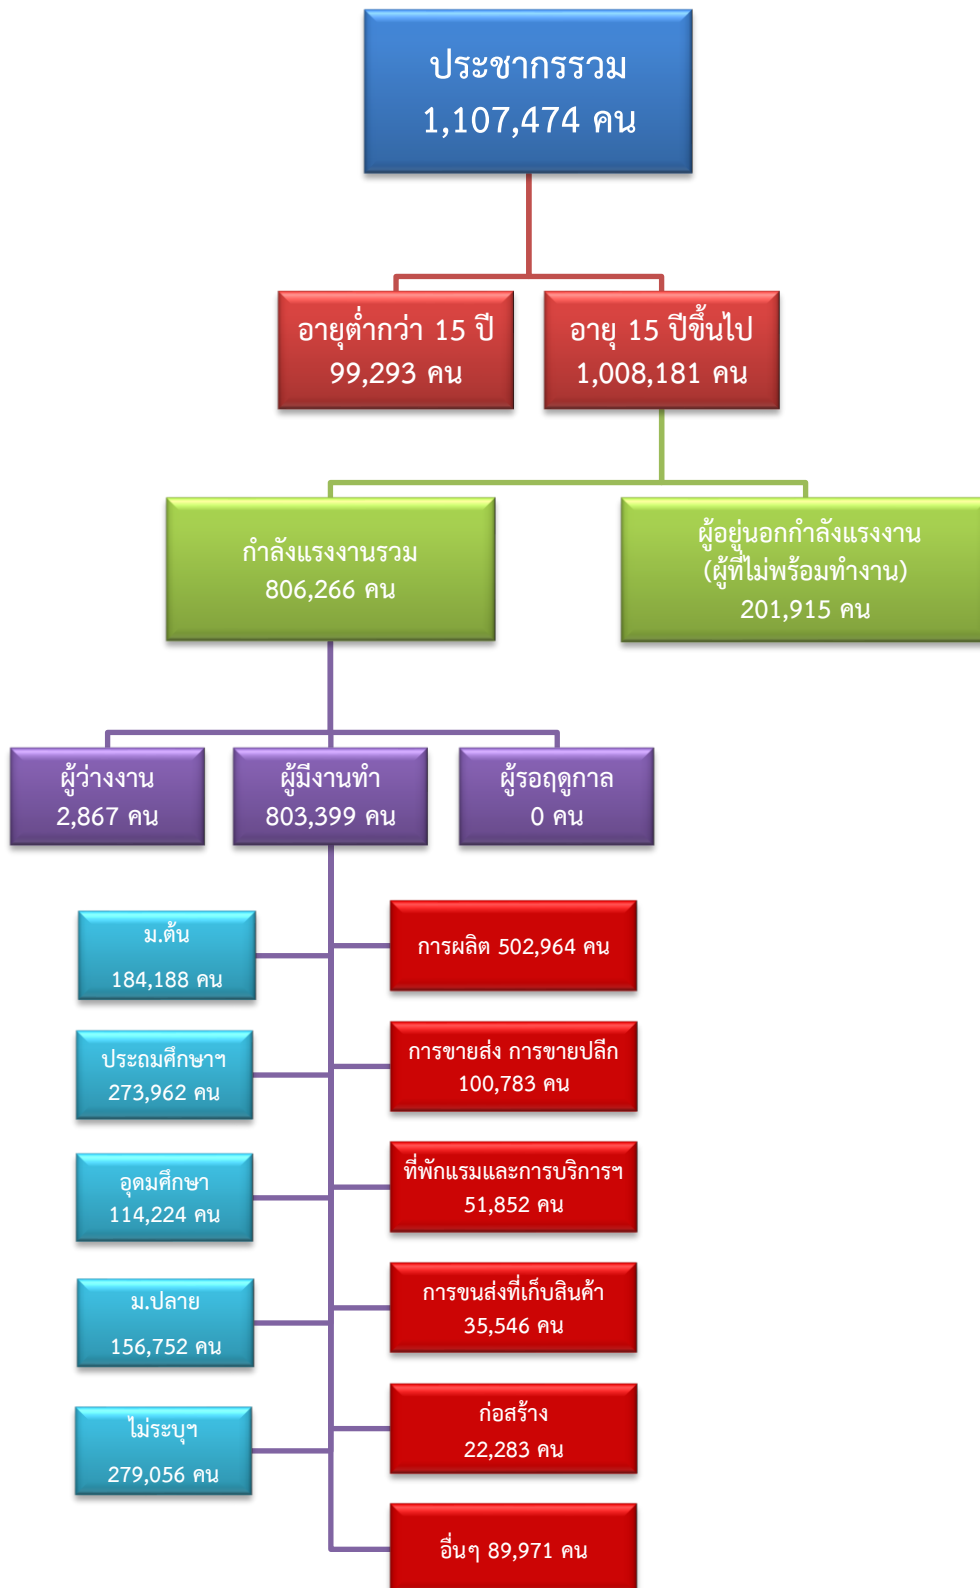 ประชากรรวม
1,107,474 คน
อายุต่ำกว่า 15 ปี
99,293 คน
อายุ 15 ปีขึ้นไป
1,008,181 คน
กำลังแรงงานรวม
806,266 คน
ผู้อยู่นอกกำลังแรงงาน
(ผู้ที่ไม่พร้อมทำงาน)
201,915 คน
ผู้ว่างงาน
2,867 คน
ผู้มีงานทำ
803,399 คน
ผู้รอฤดูกาล
0 คน
ม.ต้น
184,188 คน
ประถมศึกษาฯ
273,962 คน
อุดมศึกษา
114,224 คน
ม.ปลาย
156,752 คน
ไม่ระบุฯ
279,056 คน
การผลิต 502,964 คน
การขายส่ง การขายปลีก
100,783 คน
ที่พักแรมและการบริการฯ
51,852 คน
การขนส่งที่เก็บสินค้า
35,546 คน
ก่อสร้าง
22,283 คน
อื่นๆ 89,971 คน